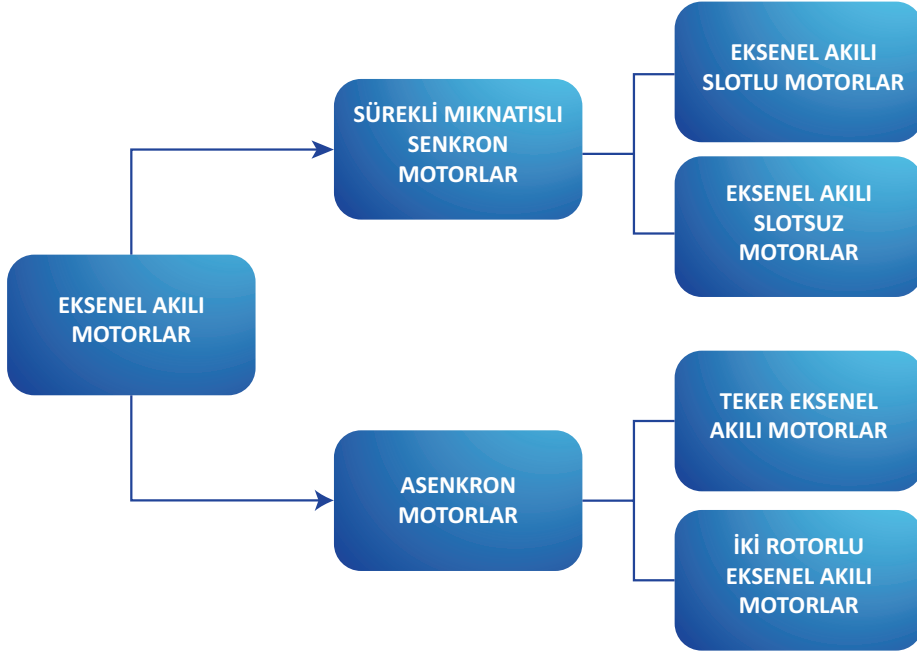 EKSENEL AKILI
MOTORLAR
SÜREKLİ MIKNATISLI
SENKRON
MOTORLAR
EKSENEL AKILI
SLOTLU MOTORLAR
EKSENEL AKILI
SLOTSUZ
MOTORLAR
ASENKRON
MOTORLAR
TEKER EKSENEL
AKILI MOTORLAR
İKİ ROTORLU
EKSENEL AKILI
MOTORLAR